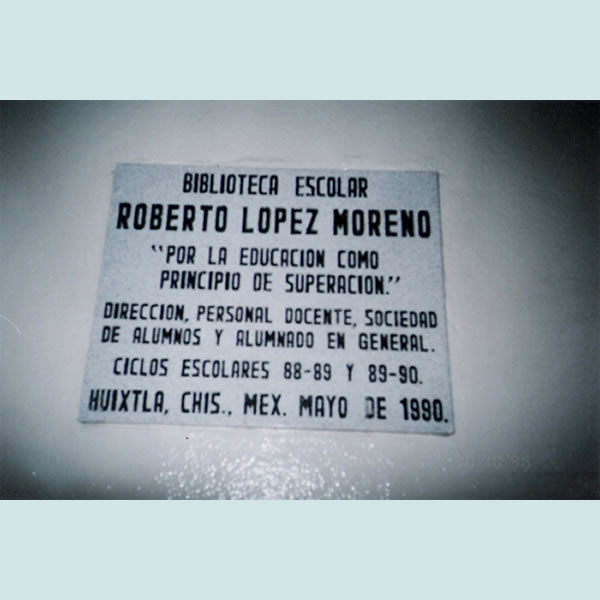 BIBLIOTECA ESCOLAR
ROBERTO LOPEZ MORENO
"POR LA EDUCACION COMO
PRINCIPIO DE SUPERACION."
DIRECCION, PERSONAL DOCENTE, SOCIEDAD
DE ALUMNOS Y ALUMNADO EN GENERAL.
CICLOS ESCOLARES 88-89 Y 89-90.
HUIXTLA, CHIS., MEX. MAYO DE 1990.